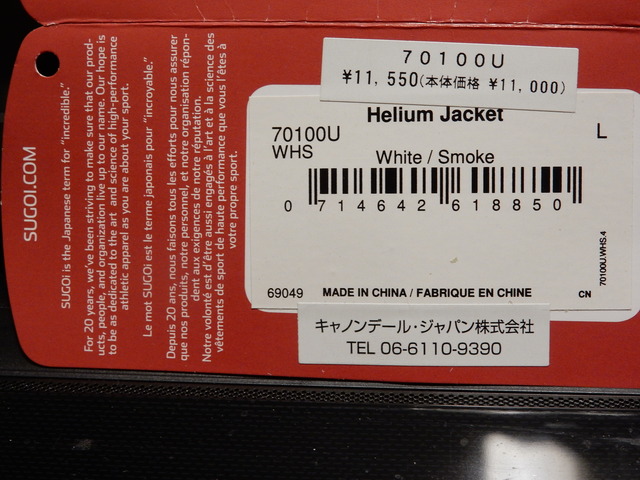 SUGOI.COM
SUGOi is the Japanese term for "incredible."
For 20 years, we've been striving to make sure that our prod-
ucts, people, and organization live up to our name. Our hope is
to be as dedicated to the art and science of high-performance
athletic apparel as you are about your sport.
Le mot SUGOi est le terme japonais pour "incroyable."
Depuis 20 ans, nous faisons tous les efforts pour nous assurer
que nos produits, notre personnel, et notre organisation répon-
dent aux exigences de notre réputation.
Notre volonté est d'être aussi engagés à l'art et à la science des
vêtements de sport de haute performance que vous l'êtes à
votre propre sport.
70100U
¥11,550(本体価格 ¥11,000)
Helium Jacket
70100U L
WHS
White / Smoke
0 714642 618850
70100U.WHS.4
69049 MADE IN CHINA / FABRIQUE EN CHINE CN
キャノンデール・ジャパン株式会社
TEL 06-6110-9390